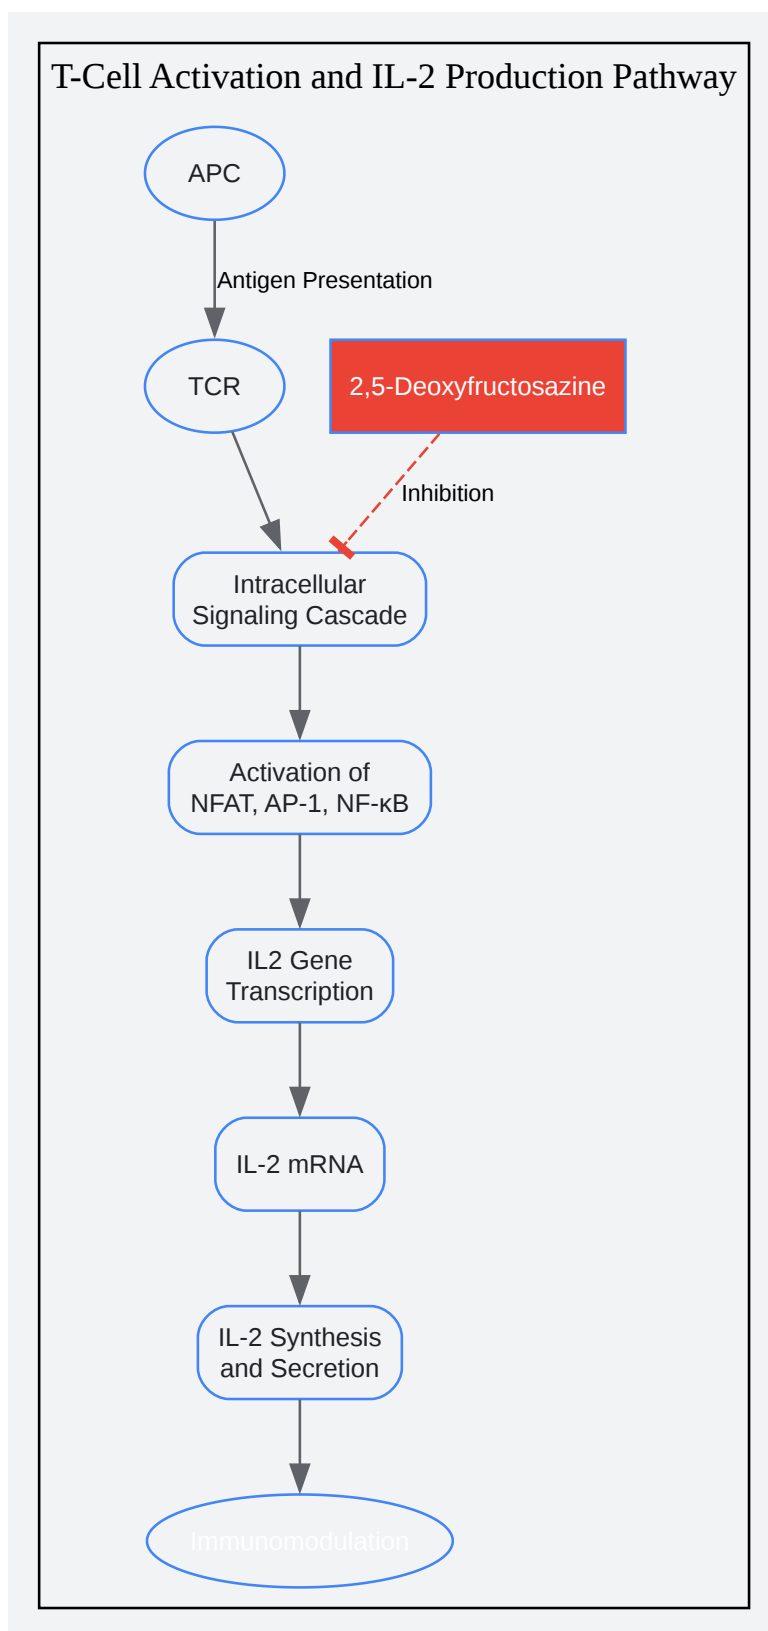 T-Cell Activation and IL-2 Production Pathway
APC
Antigen Presentation
TCR
2,5-Deoxyfructosazine
Inhibition
Intracellular
Signaling Cascade
Activation of
NFAT, AP-1, NF-κB
IL2 Gene
Transcription
IL-2 mRNA
IL-2 Synthesis
and Secretion
Immunomodulation